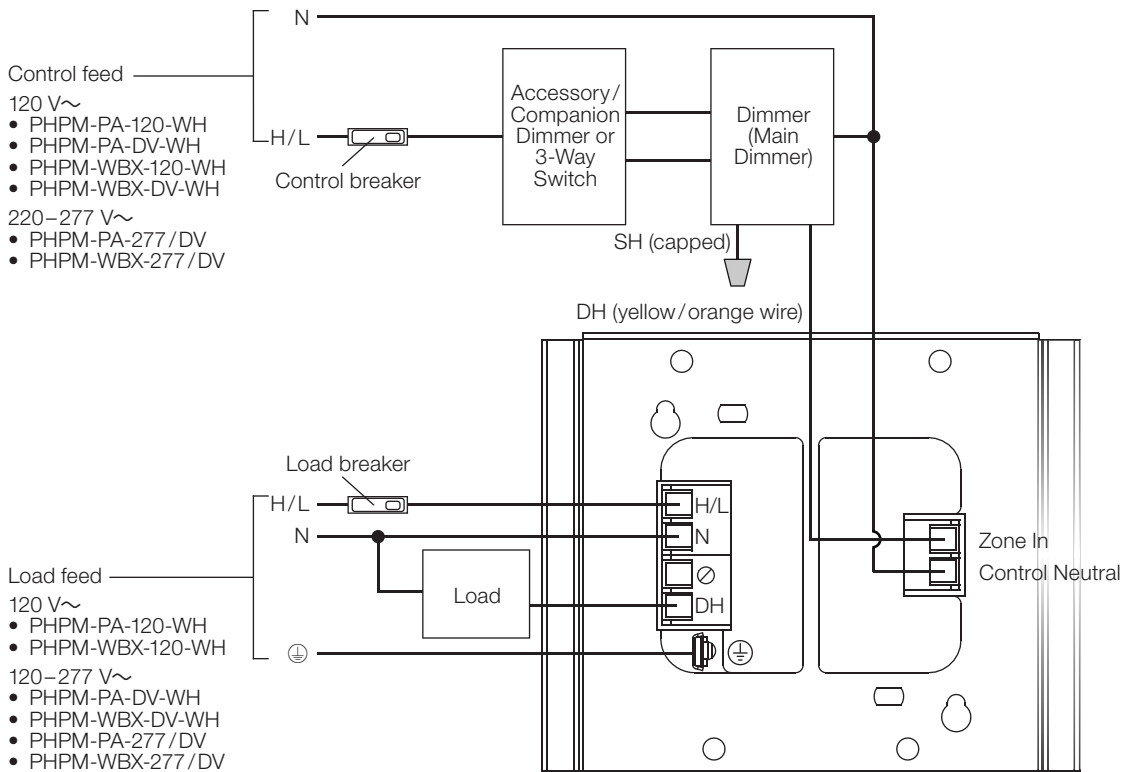 N
Control feed
120 V~
• PHPM-PA-120-WH
• PHPM-PA-DV-WH
• PHPM-WBX-120-WH
• PHPM-WBX-DV-WH
220–277 V~
• PHPM-PA-277/DV
• PHPM-WBX-277/DV
H/L
Control breaker
Accessory/
Companion
Dimmer or
3-Way
Switch
Dimmer
(Main
Dimmer)
SH (capped)
DH (yellow/orange wire)
Load breaker
H/L
N
Load feed
120 V~
• PHPM-PA-120-WH
• PHPM-WBX-120-WH
120–277 V~
• PHPM-PA-DV-WH
• PHPM-WBX-DV-WH
• PHPM-PA-277/DV
• PHPM-WBX-277/DV
Load
H/L
N
DH
Zone In
Control Neutral